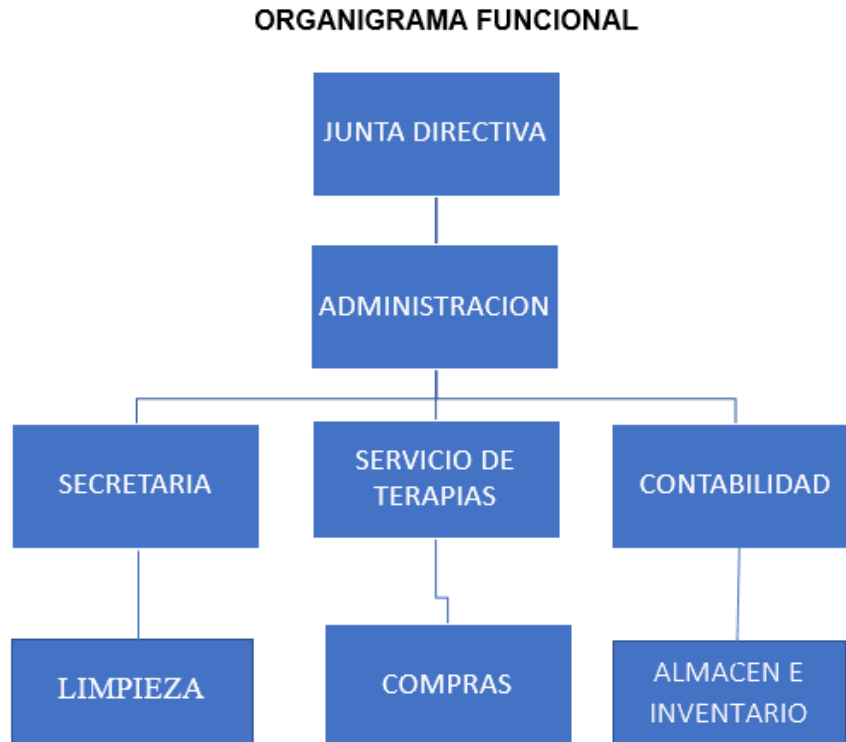 ORGANIGRAMA FUNCIONAL
JUNTA DIRECTIVA
ADMINISTRACION
SECRETARIA
SERVICIO DE
TERAPIAS
CONTABILIDAD
LIMPIEZA
COMPRAS
ALMACEN E
INVENTARIO